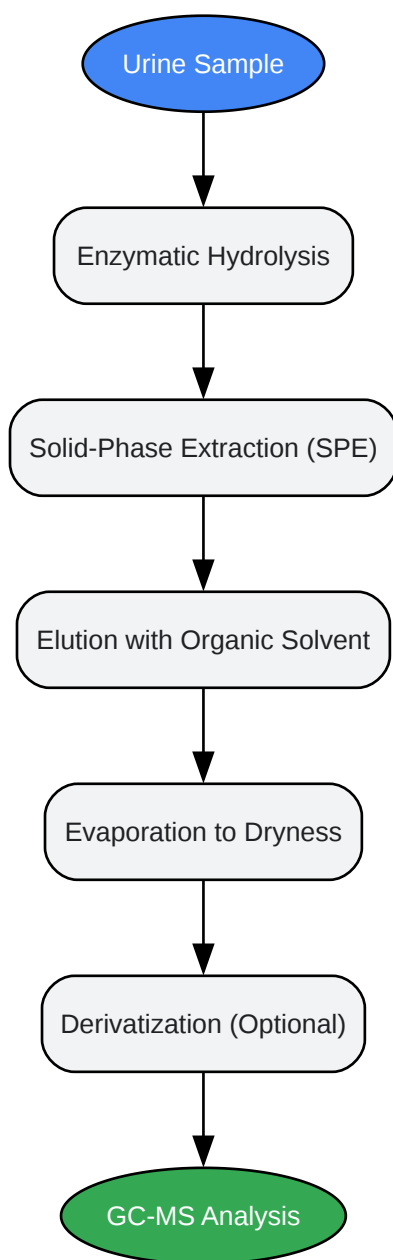 Urine Sample
Enzymatic Hydrolysis
Solid-Phase Extraction (SPE)
Elution with Organic Solvent
Evaporation to Dryness
Derivatization (Optional)
GC-MS Analysis